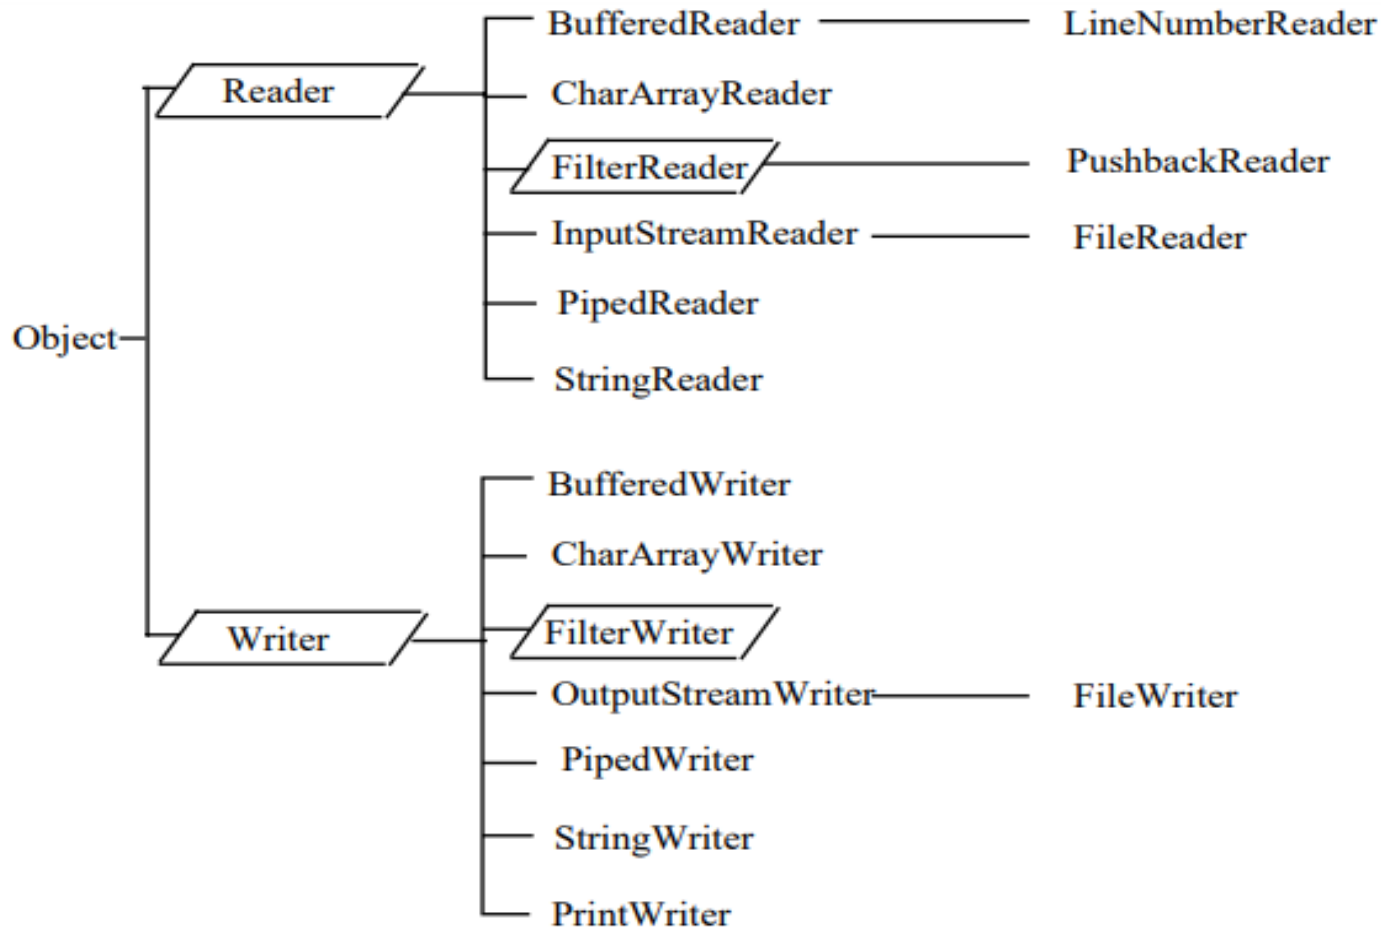 BufferedReader LineNumberReader
Reader CharArrayReader
FilterReader PushbackReader
InputStreamReader FileReader
PipedReader
Object
StringReader
BufferedWriter
CharArrayWriter
Writer FilterWriter
OutputStreamWriter FileWriter
PipedWriter
StringWriter
PrintWriter